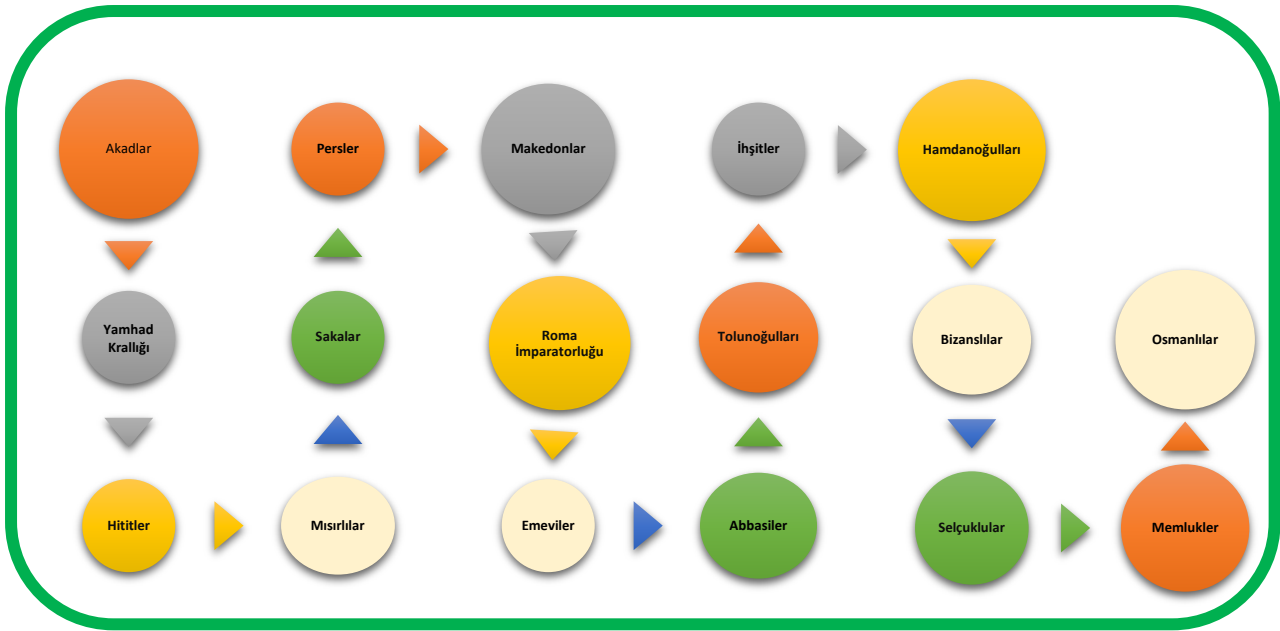 Akadlar
Yamhad
Krallığı
Hititler
Mısırlılar
Sakalar
Persler
Makedonlar
Roma
İmparatorluğu
Emeviler
Abbasiler
Tolunoğulları
İhşitler
Hamdanoğulları
Bizanslılar
Selçuklular
Memlukler
Osmanlılar